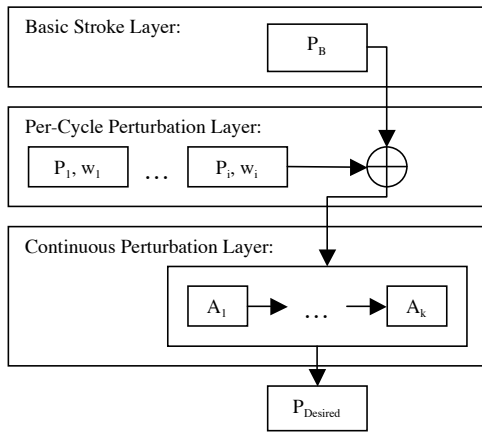 Basic Stroke Layer:
P_B
Per-Cycle Perturbation Layer:
P_1, w_1 … P_i, w_i
Continuous Perturbation Layer:
A_1 … A_k
P_Desired